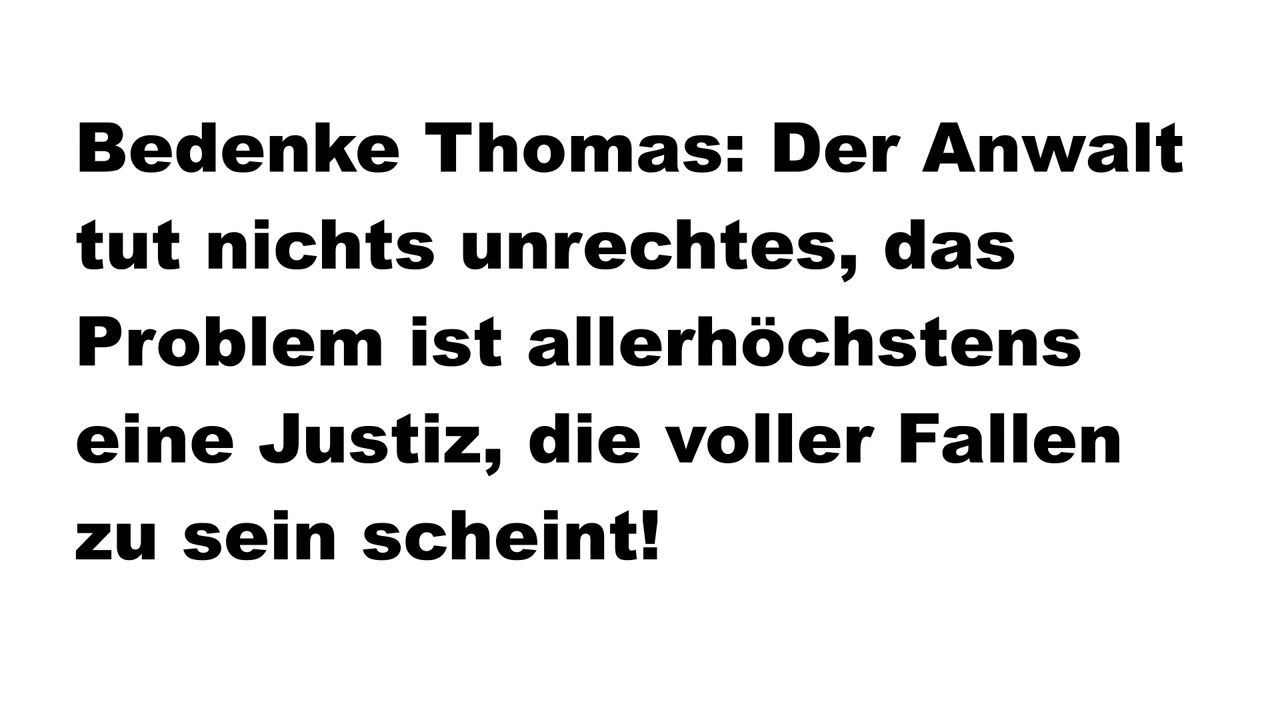 Bedenke Thomas: Der Anwalt
tut nichts unrechtes, das
Problem ist allerhöchstens
eine Justiz, die voller Fallen
zu sein scheint!